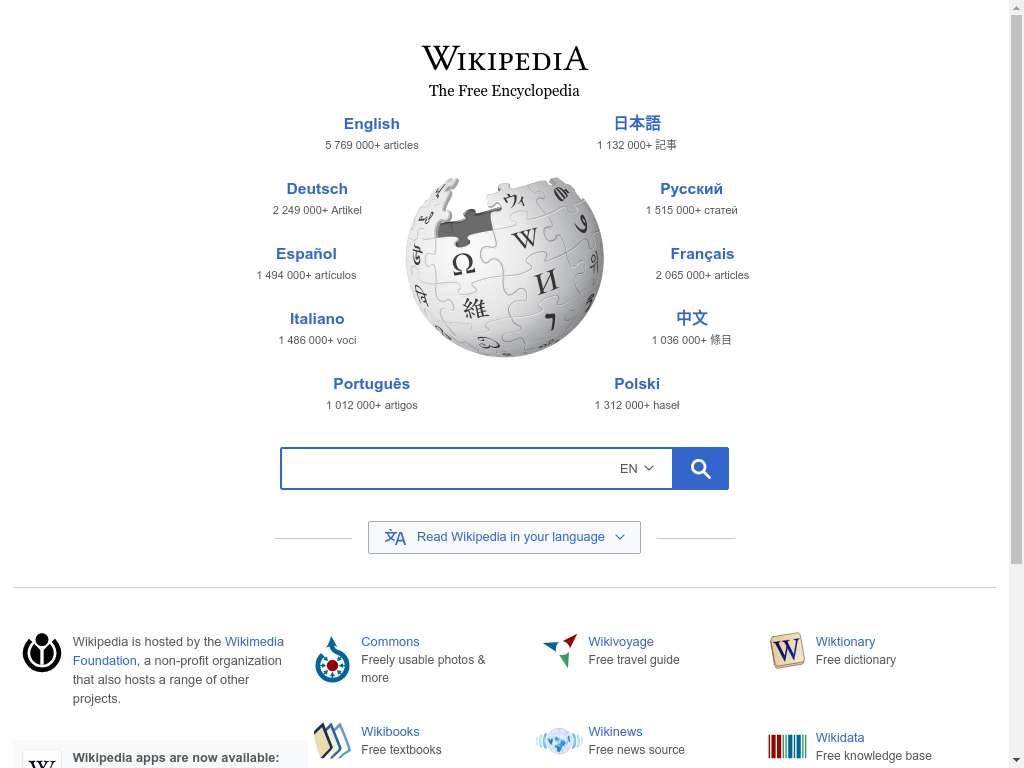 WIKIPEDIA
The Free Encyclopedia
English
5 769 000+ articles
日本語
1 132 000+ 記事
Deutsch
2 249 000+ Artikel
Русский
1 515 000+ статей
Español
1 494 000+ artículos
Français
2 065 000+ articles
Italiano
1 486 000+ voci
中文
1 036 000+ 條目
Português
1 012 000+ artigos
Polski
1 312 000+ haseł
Ω
W
И
維
ウィ
EN
文A Read Wikipedia in your language
Wikipedia is hosted by the Wikimedia
Foundation, a non-profit organization
that also hosts a range of other
projects.
Commons
Freely usable photos &
more
Wikivoyage
Free travel guide
W
Wiktionary
Free dictionary
Wikibooks
Free textbooks
Wikinews
Free news source
Wikidata
Free knowledge base
W
Wikipedia apps are now available: